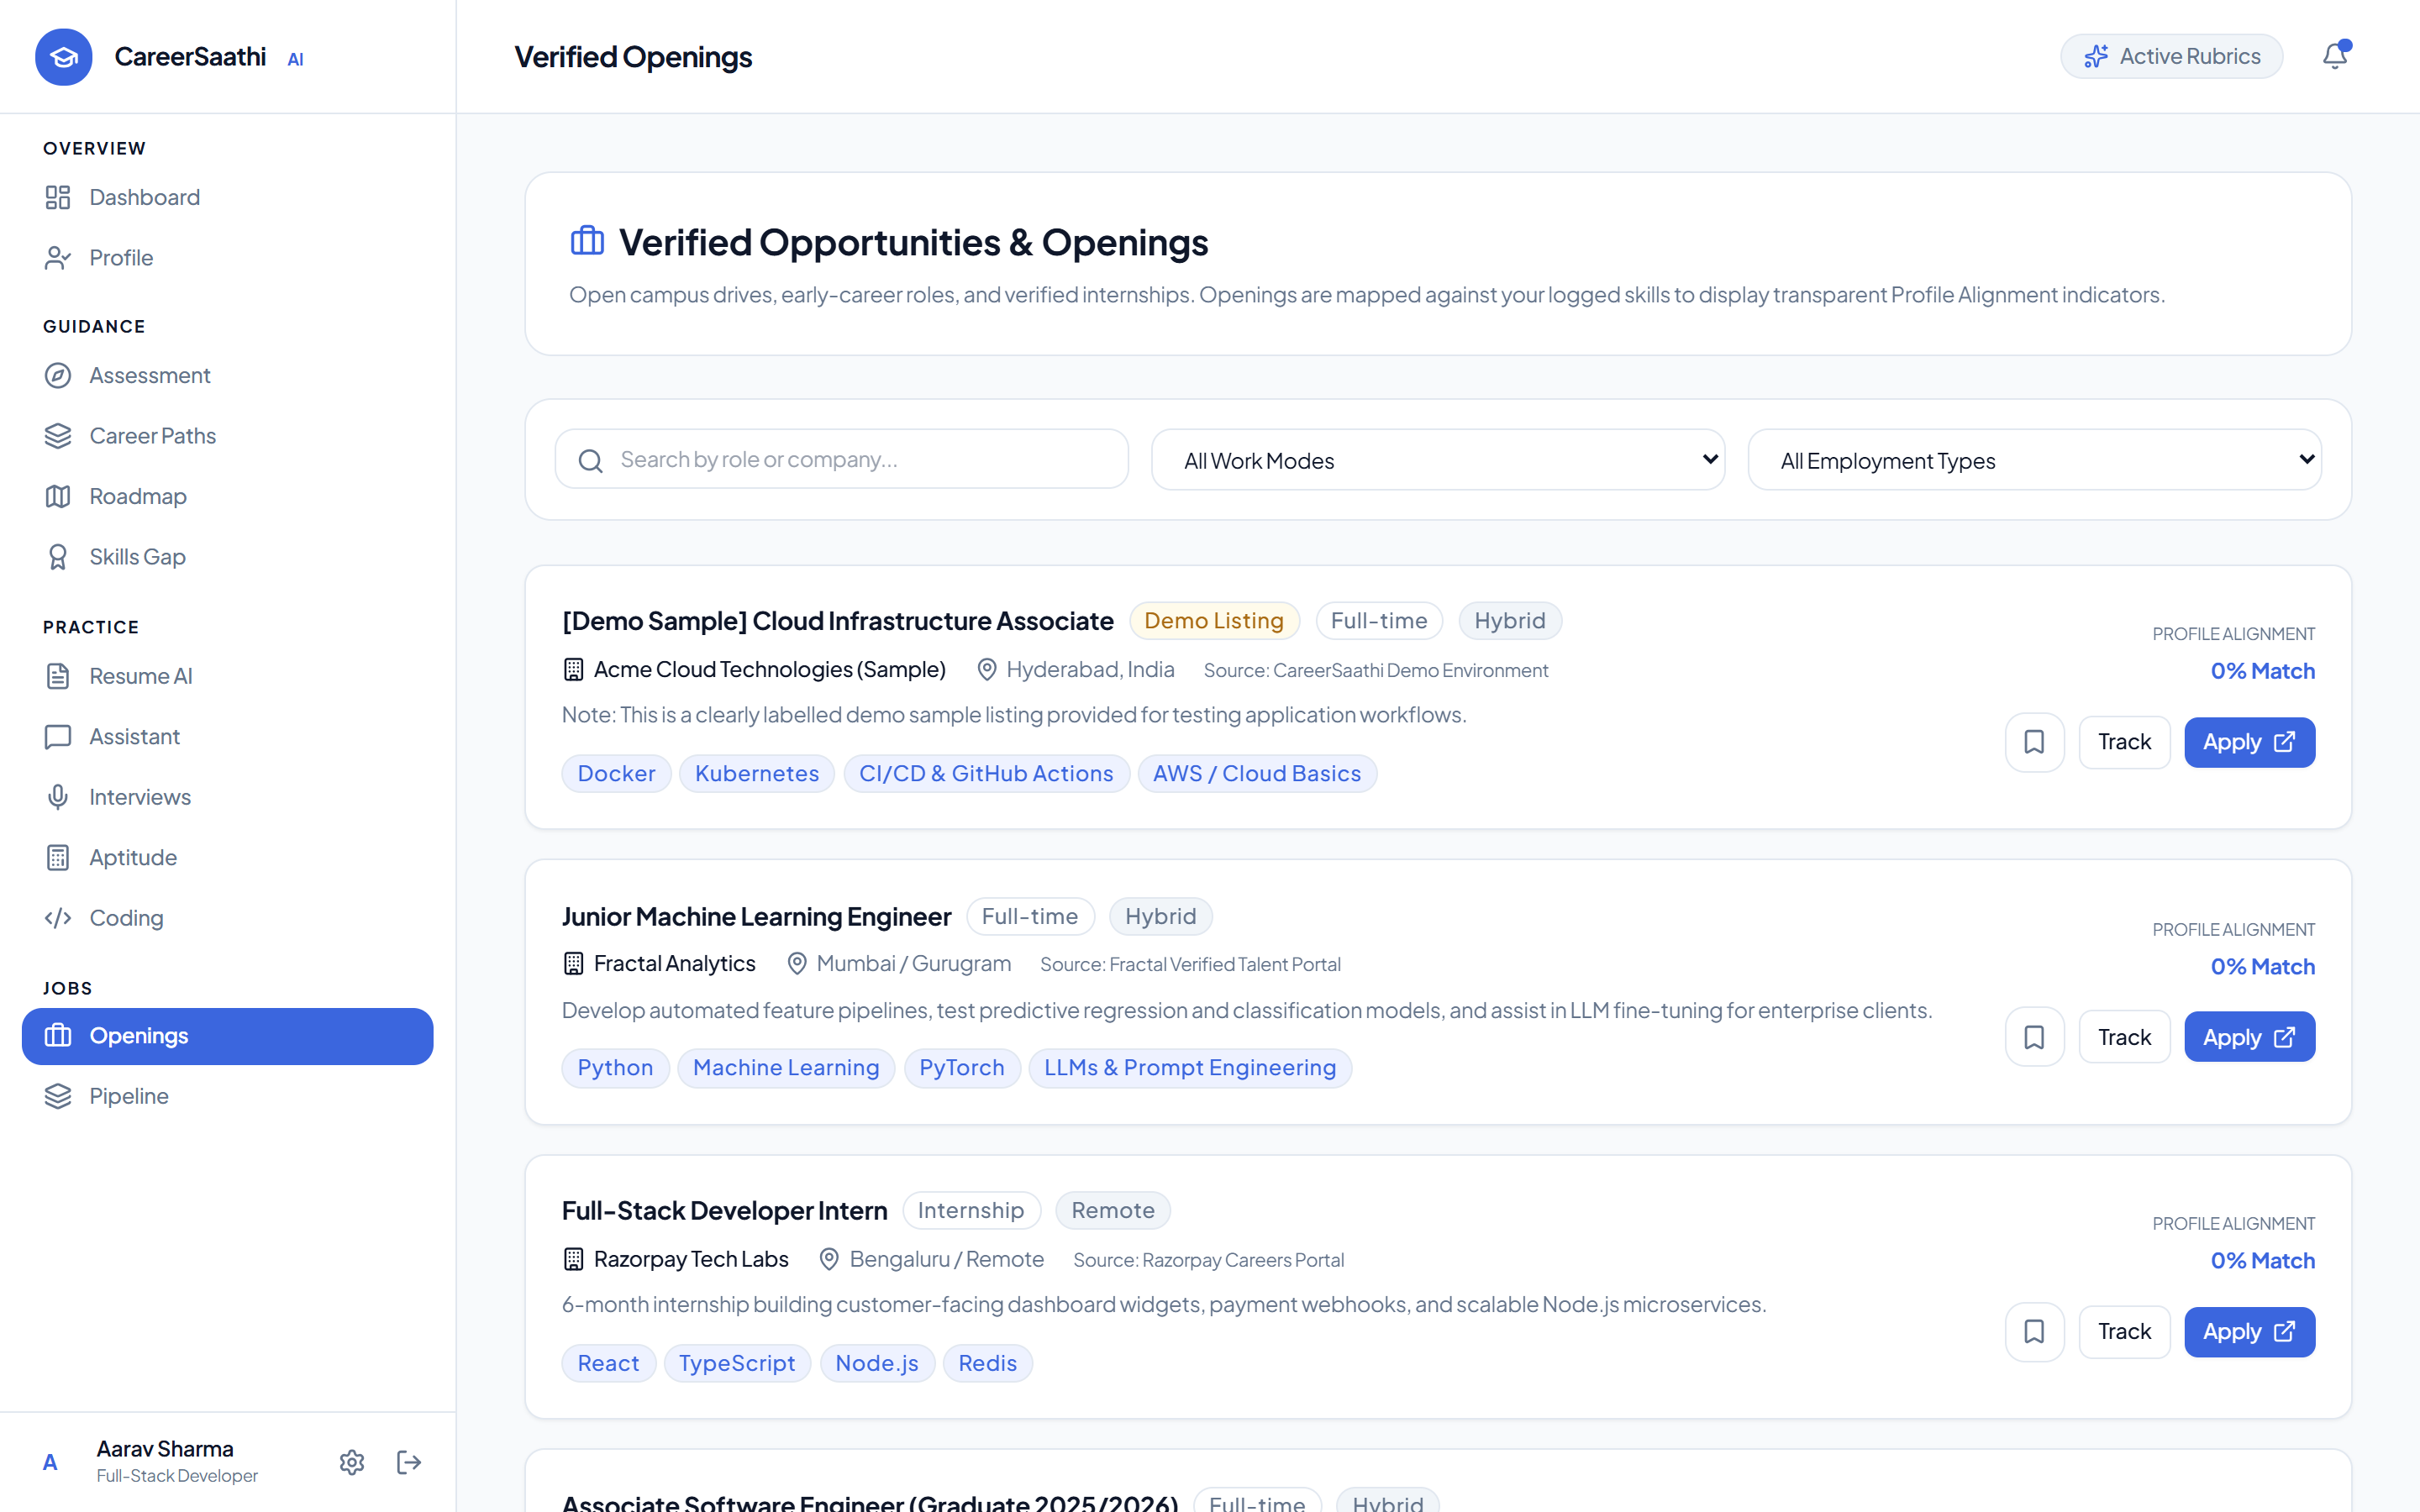 CareerSaathi AI
OVERVIEW
Dashboard
Profile
GUIDANCE
Assessment
Career Paths
Roadmap
Skills Gap
PRACTICE
Resume AI
Assistant
Interviews
Aptitude
Coding
JOBS
Openings
Pipeline
A
Aarav Sharma
Full-Stack Developer
Verified Openings
Active Rubrics
Verified Opportunities & Openings
Open campus drives, early-career roles, and verified internships. Openings are mapped against your logged skills to display transparent Profile Alignment indicators.
Search by role or company...
All Work Modes
All Employment Types
[Demo Sample] Cloud Infrastructure Associate Demo Listing Full-time Hybrid
Acme Cloud Technologies (Sample) Hyderabad, India Source: CareerSaathi Demo Environment
Note: This is a clearly labelled demo sample listing provided for testing application workflows.
Docker Kubernetes CI/CD & GitHub Actions AWS / Cloud Basics
PROFILE ALIGNMENT
0% Match
Track Apply
Junior Machine Learning Engineer Full-time Hybrid
Fractal Analytics Mumbai / Gurugram Source: Fractal Verified Talent Portal
Develop automated feature pipelines, test predictive regression and classification models, and assist in LLM fine-tuning for enterprise clients.
Python Machine Learning PyTorch LLMs & Prompt Engineering
PROFILE ALIGNMENT
0% Match
Track Apply
Full-Stack Developer Intern Internship Remote
Razorpay Tech Labs Bengaluru / Remote Source: Razorpay Careers Portal
6-month internship building customer-facing dashboard widgets, payment webhooks, and scalable Node.js microservices.
React TypeScript Node.js Redis
PROFILE ALIGNMENT
0% Match
Track Apply
Associate Software Engineer (Graduate 2025/2026) Full-time Hybrid